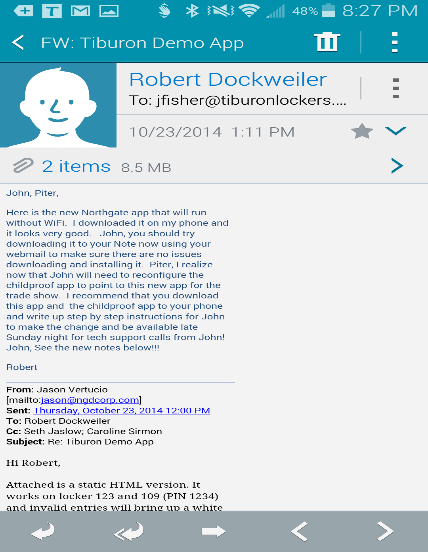 48% 8:27 PM
FW: Tiburon Demo App
Robert Dockweiler
To: jfisher@tiburonlockers....
10/23/2014 1:11 PM
2 items 8.5 MB
John, Piter,
Here is the new Northgate app that will run
without WiFi. I downloaded it on my phone and
it looks very good. John, you should try
downloading it to your Note now using your
webmail to make sure there are no issues
downloading and installing it. Piter, I realize
now that John will need to reconfigure the
childproof app to point to this new app for the
trade show. I recommend that you download
this app and the childproof app to your phone
and write up step by step instructions for John
to make the change and be available late
Sunday night for tech support calls from John!
John, See the new notes below!!!
Robert
From: Jason Vertucio
[mailto:jason@ngdcorp.com]
Sent: Thursday, October 23, 2014 12:00 PM
To: Robert Dockweiler
Cc: Seth Jaslow; Caroline Sirmon
Subject: Re: Tiburon Demo App
Hi Robert,
Attached is a static HTML version. It
works on locker 123 and 109 (PIN 1234)
and invalid entries will bring up a white